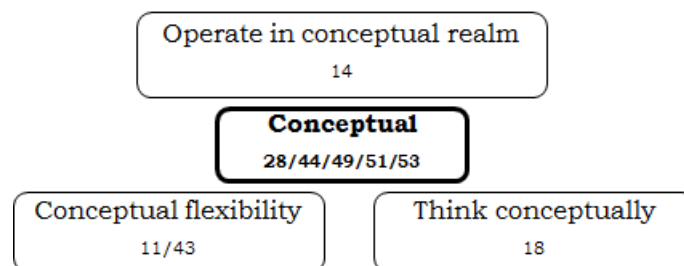 Operate in conceptual realm
14
Conceptual
28/44/49/51/53
Conceptual flexibility
11/43
Think conceptually
18